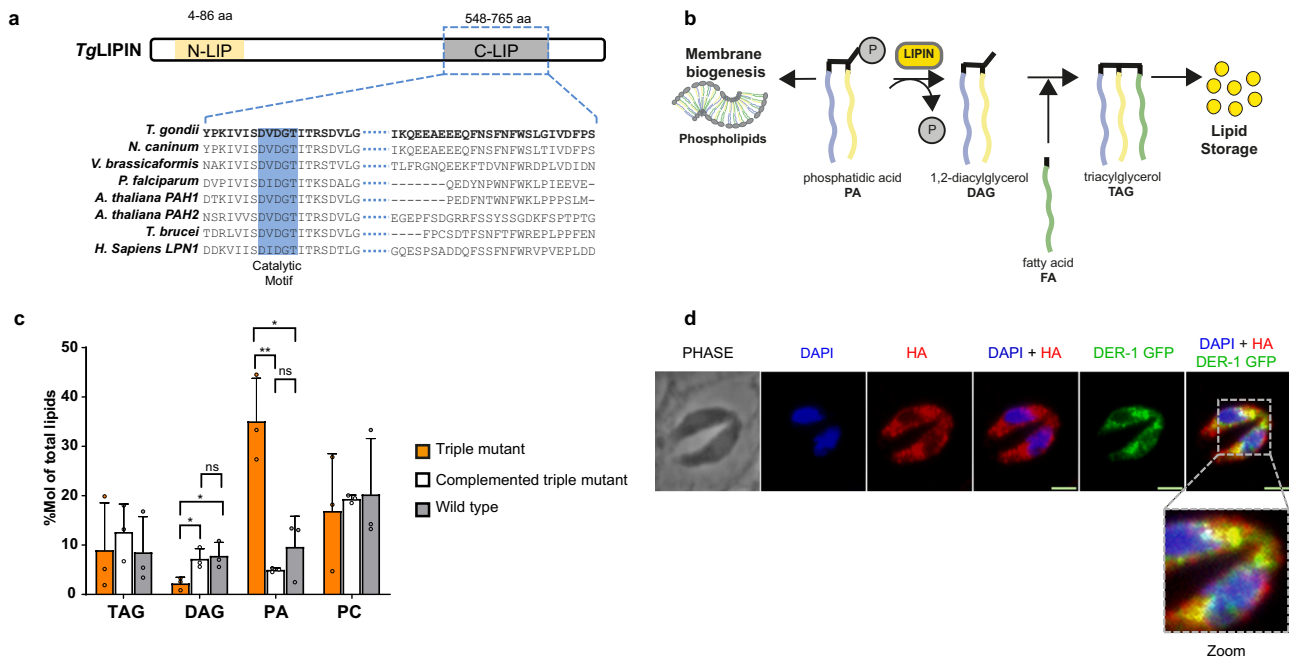 a
4-86 aa
548-765 aa
TgLIPIN
N-LIP
C-LIP
T. gondii YPKIVISDVDGTITRSDVLG IKQEEAEEEQFNSFNFWSLGIVDFPS
N. caninum YPKIVISDVDGTITRSDVLG IKQEEAEEEQFNSFNFWSLGIVDFPS
V. brassicaformis NAKIVISDVDGTITRSTVLG TLFRGNQEEKFTDVNFWRDPLVDIDN
P. falciparum DVPIVISDIDGTITKSDALG -------QEDYNPWNFWKLPIEEVE-
A. thaliana PAH1 DTKIVVSDVDGTITRSDVLG -------PEDFNTWNFWKLPPPSLM-
A. thaliana PAH2 NSRIVVSDVDGTITKSDVLG EGEPFSDGRRFSSYSSGDKFSPTPTG
T. brucei TDRLVISDVDGTITRSDVLG ----FPCSDTFSNFTFWREPLPPFEN
H. Sapiens LPN1 DDKVIISDIDGTITRSDTLG GQESPSADDQFSSFNFWRVPVEPLDD
Catalytic
Motif
b
Membrane
biogenesis
Phospholipids
P
LIPIN
P
Lipid
Storage
phosphatidic acid
PA
1,2-diacylglycerol
DAG
triacylglycerol
TAG
fatty acid
FA
c
%Mol of total lipids
50
40
30
20
10
0
*
**
ns
ns
*
*
TAG
DAG
PA
PC
Triple mutant
Complemented triple mutant
Wild type
d
PHASE
DAPI
HA
DAPI + HA
DER-1 GFP
DAPI + HA
DER-1 GFP
Zoom